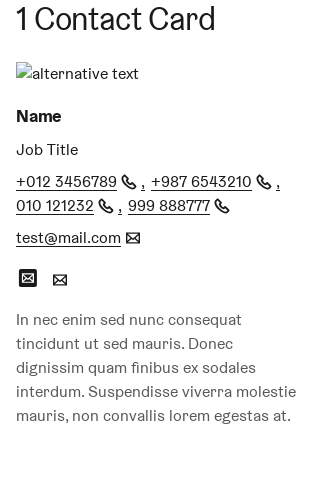 1 Contact Card
alternative text
Name
Job Title
+012 3456789 , +987 6543210 ,
010 121232 , 999 888777
test@mail.com
In nec enim sed nunc consequat
tincidunt ut sed mauris. Donec
dignissim quam finibus ex sodales
interdum. Suspendisse viverra molestie
mauris, non convallis lorem egestas at.